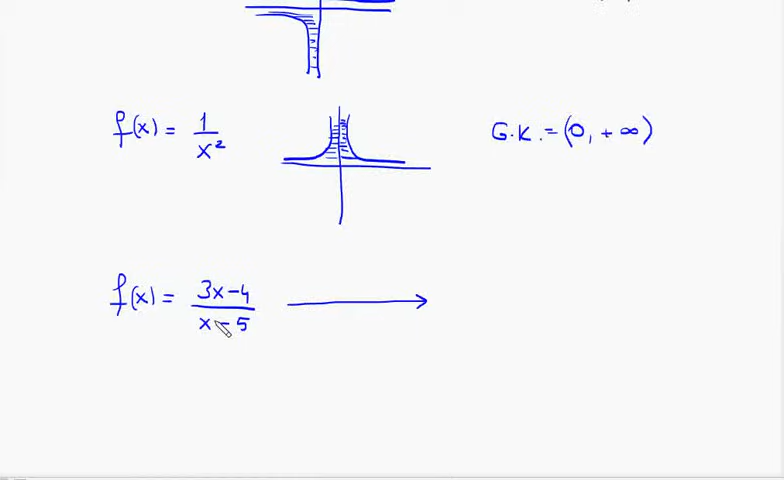 f(x) = 1/x² G.K. = (0, + ∞)
f(x) = 3x-4/x-5